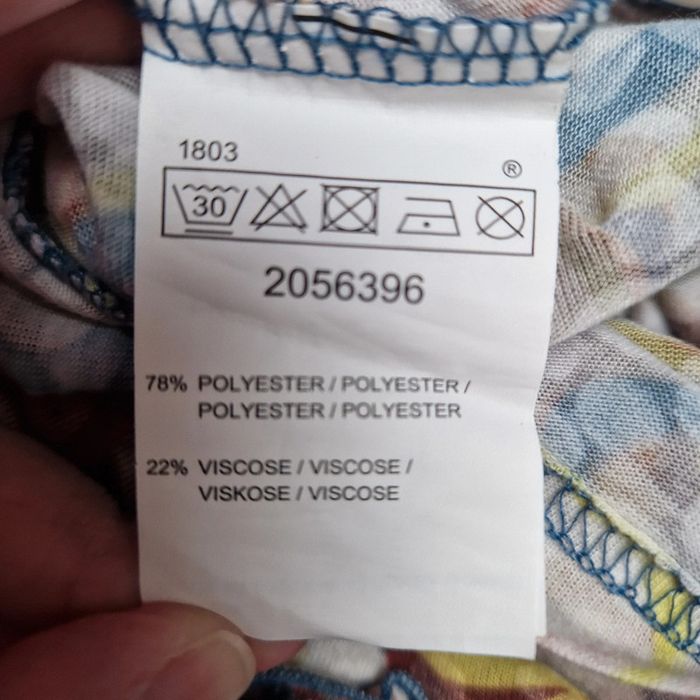 1803
®
30
2056396
78% POLYESTER / POLYESTER /
POLYESTER / POLYESTER
22% VISCOSE / VISCOSE /
VISKOSE / VISCOSE